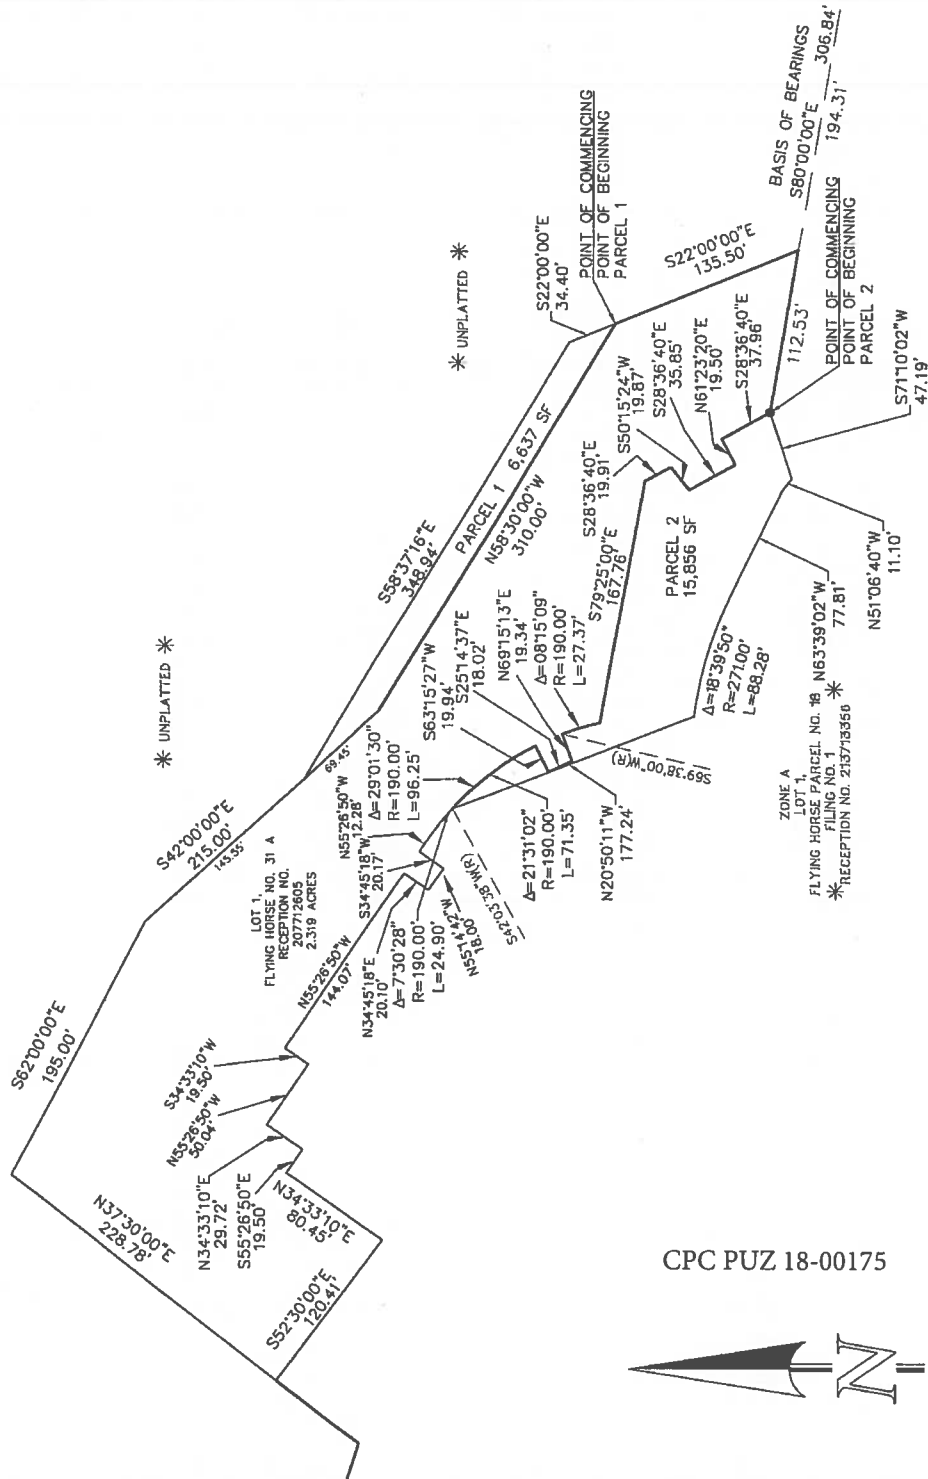 BASIS OF BEARINGS
S80°00'00"E 306.84'
194.31'
POINT OF COMMENCING
POINT OF BEGINNING
PARCEL 1
S22°00'00"E
34.40'
* UNPLATTED *
S22°00'00"E
135.50'
POINT OF COMMENCING
POINT OF BEGINNING
PARCEL 2
112.53'
S71°10'02"W
47.19'
S28°36'40"E
37.96'
N61°23'20"E
19.50'
S28°36'40"E
35.85'
S50°15'24"W
19.87'
S28°36'40"E
19.91'
PARCEL 1 6,637 SF
S58°37'16"E
348.94'
N58°30'00"W
310.00'
S79°25'00"E
167.76'
PARCEL 2
15,856 SF
N51°06'40"W
11.10'
N63°39'02"W
77.81'
Δ=18°39'50"
R=271.00'
L=88.28'
Δ=08°15'09"
R=190.00'
L=27.37'
N69°15'13"E
19.34'
S25°14'37"E
18.02'
S63°15'27"W
19.94'
S69°38'00"W(R)
* UNPLATTED *
69.45'
Δ=29°01'30"
R=190.00'
L=96.25'
N55°26'50"W
12.28'
S34°45'18"W
20.17'
Δ=21°31'02"
R=190.00'
L=71.35'
N20°50'11"W
177.24'
S42°03'38"W(R)
N55°14'42"W
18.00'
Δ=7°30'28"
R=190.00'
L=24.90'
N34°45'18"E
20.10'
S42°00'00"E
215.00'
145.55'
LOT 1,
FLYING HORSE NO. 31 A
RECEPTION NO.
207712605
2.319 ACRES
N55°26'50"W
144.07'
ZONE A
LOT 1,
FLYING HORSE PARCEL NO. 18
FILING NO. 1 *
* RECEPTION NO. 213713356
S62°00'00"E
195.00'
S34°33'10"W
19.50'
N55°26'50"W
50.04'
N34°33'10"E
29.72'
S55°26'50"E
19.50'
N34°33'10"E
80.45'
N37°30'00"E
228.78'
S52°30'00"E
120.41'
CPC PUZ 18-00175
N